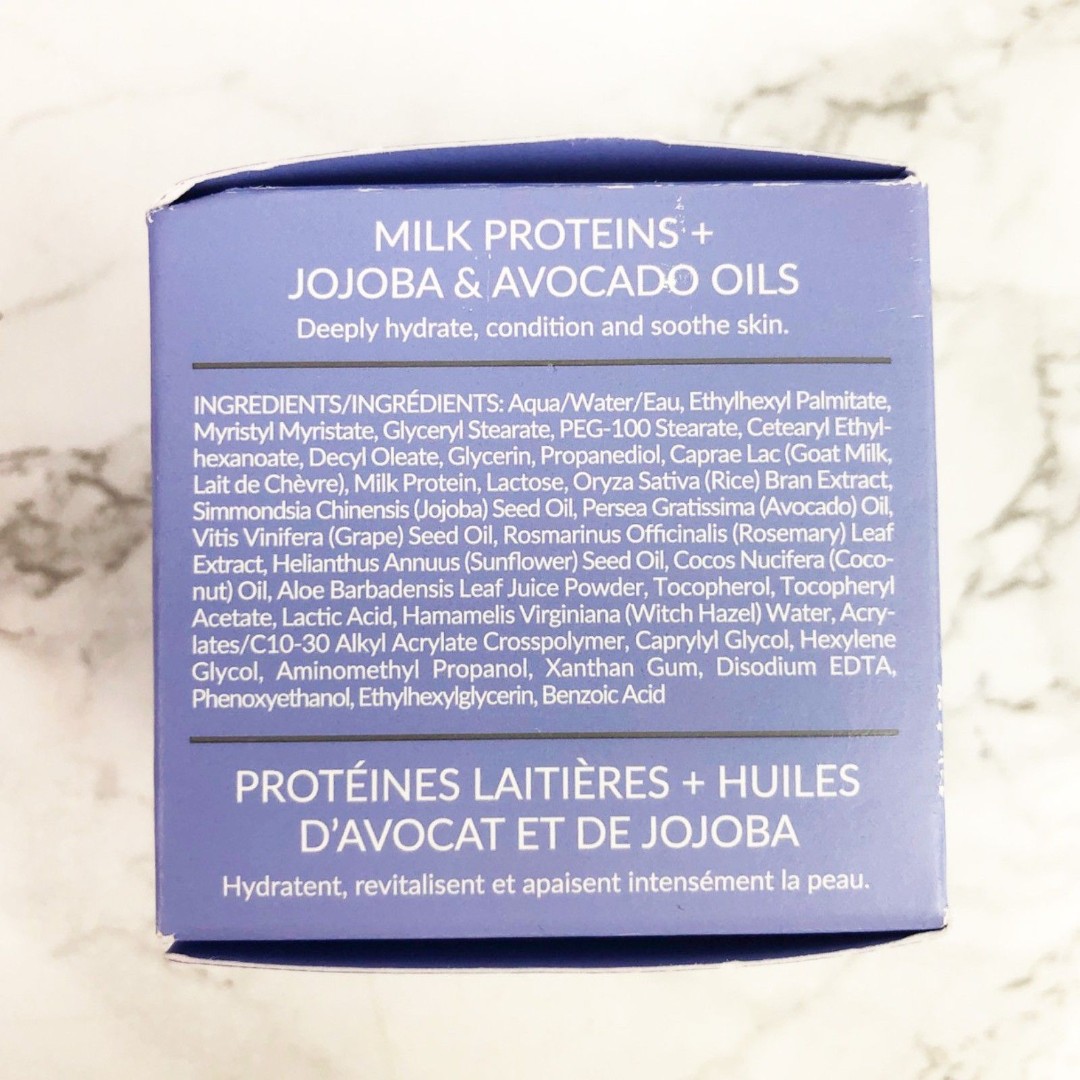 MILK PROTEINS +
JOJOBA & AVOCADO OILS
Deeply hydrate, condition and soothe skin.
INGREDIENTS/INGRÉDIENTS: Aqua/Water/Eau, Ethylhexyl Palmitate,
Myristyl Myristate, Glyceryl Stearate, PEG-100 Stearate, Cetearyl Ethyl-
hexanoate, Decyl Oleate, Glycerin, Propanediol, Caprae Lac (Goat Milk,
Lait de Chèvre), Milk Protein, Lactose, Oryza Sativa (Rice) Bran Extract,
Simmondsia Chinensis (Jojoba) Seed Oil, Persea Gratissima (Avocado) Oil,
Vitis Vinifera (Grape) Seed Oil, Rosmarinus Officinalis (Rosemary) Leaf
Extract, Helianthus Annuus (Sunflower) Seed Oil, Cocos Nucifera (Coco-
nut) Oil, Aloe Barbadensis Leaf Juice Powder, Tocopherol, Tocopheryl
Acetate, Lactic Acid, Hamamelis Virginiana (Witch Hazel) Water, Acry-
lates/C10-30 Alkyl Acrylate Crosspolymer, Caprylyl Glycol, Hexylene
Glycol, Aminomethyl Propanol, Xanthan Gum, Disodium EDTA,
Phenoxyethanol, Ethylhexylglycerin, Benzoic Acid
PROTÉINES LAITIÈRES + HUILES
D'AVOCAT ET DE JOJOBA
Hydratent, revitalisent et apaisent intensément la peau.